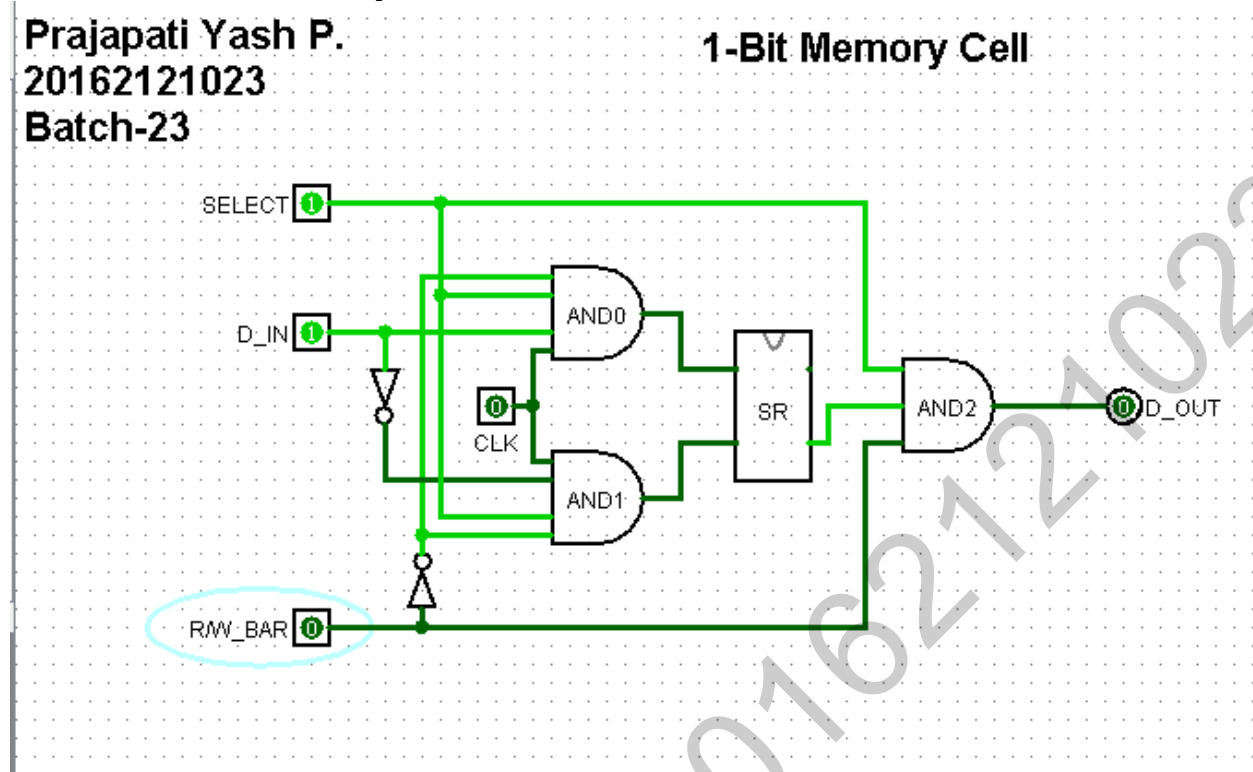 Prajapati Yash P.
20162121023
Batch-23
1-Bit Memory Cell
SELECT 1
AND0
D_IN 1
0
CLK
SR
AND2
0 D_OUT
AND1
R/W_BAR 0
2016212102